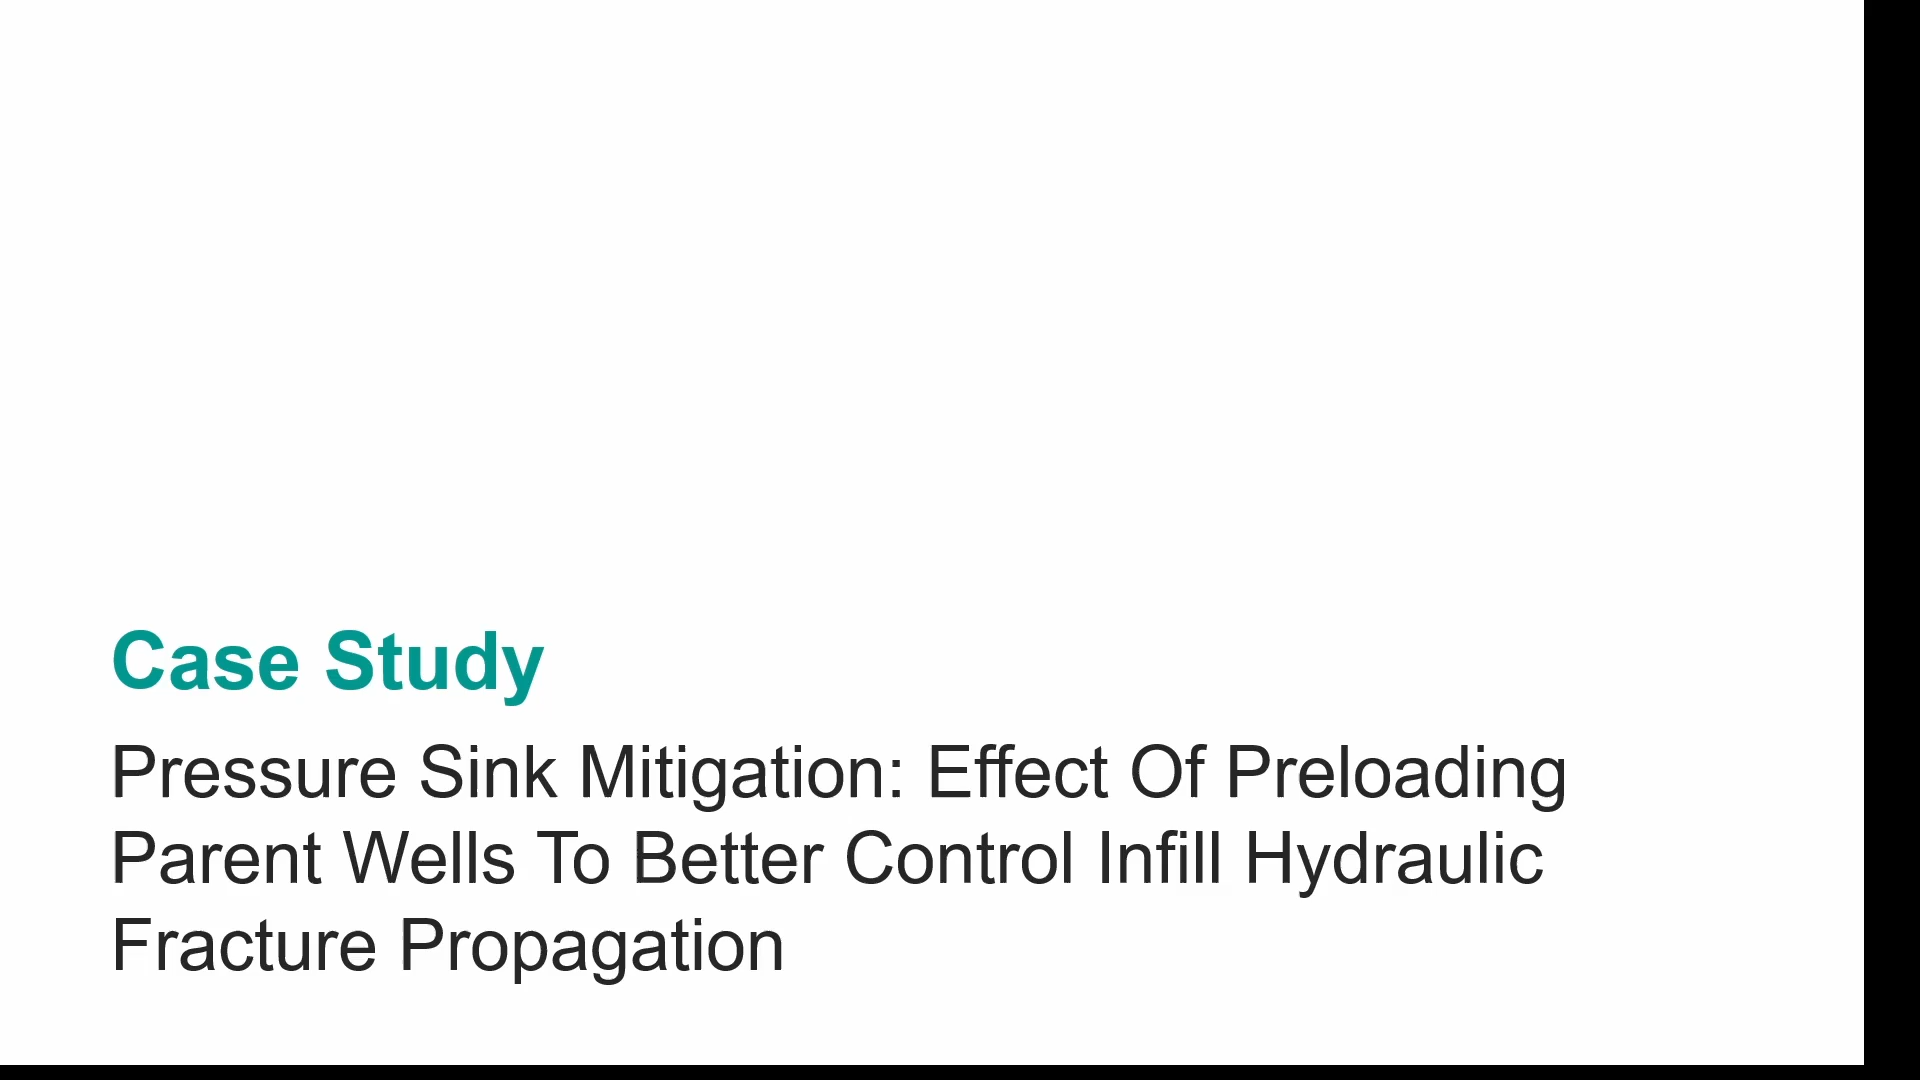 Case Study
Pressure Sink Mitigation: Effect Of Preloading
Parent Wells To Better Control Infill Hydraulic
Fracture Propagation